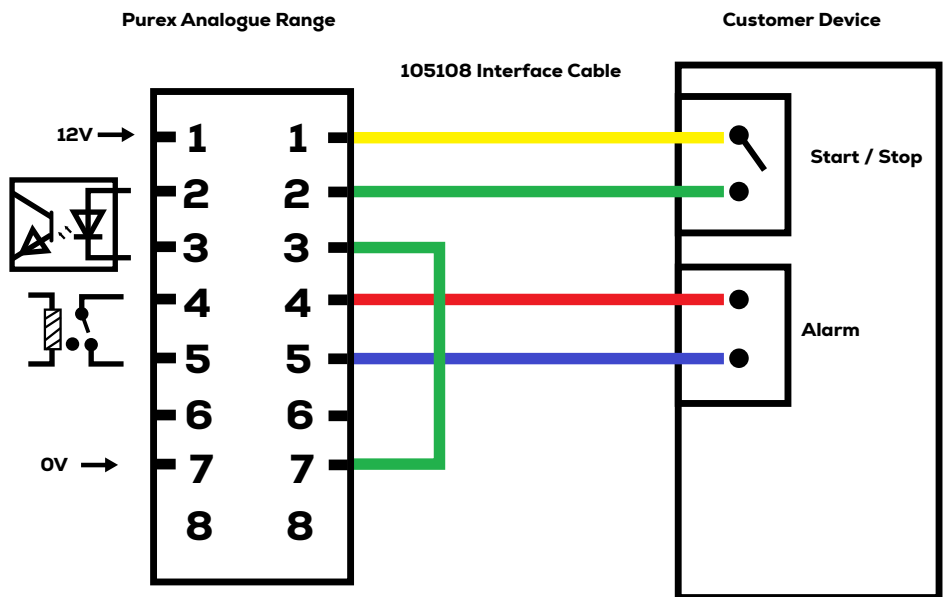 Purex Analogue Range
Customer Device
105108 Interface Cable
12V
1 1
Start / Stop
2 2
3 3
4 4
Alarm
5 5
6 6
0V
7 7
8 8